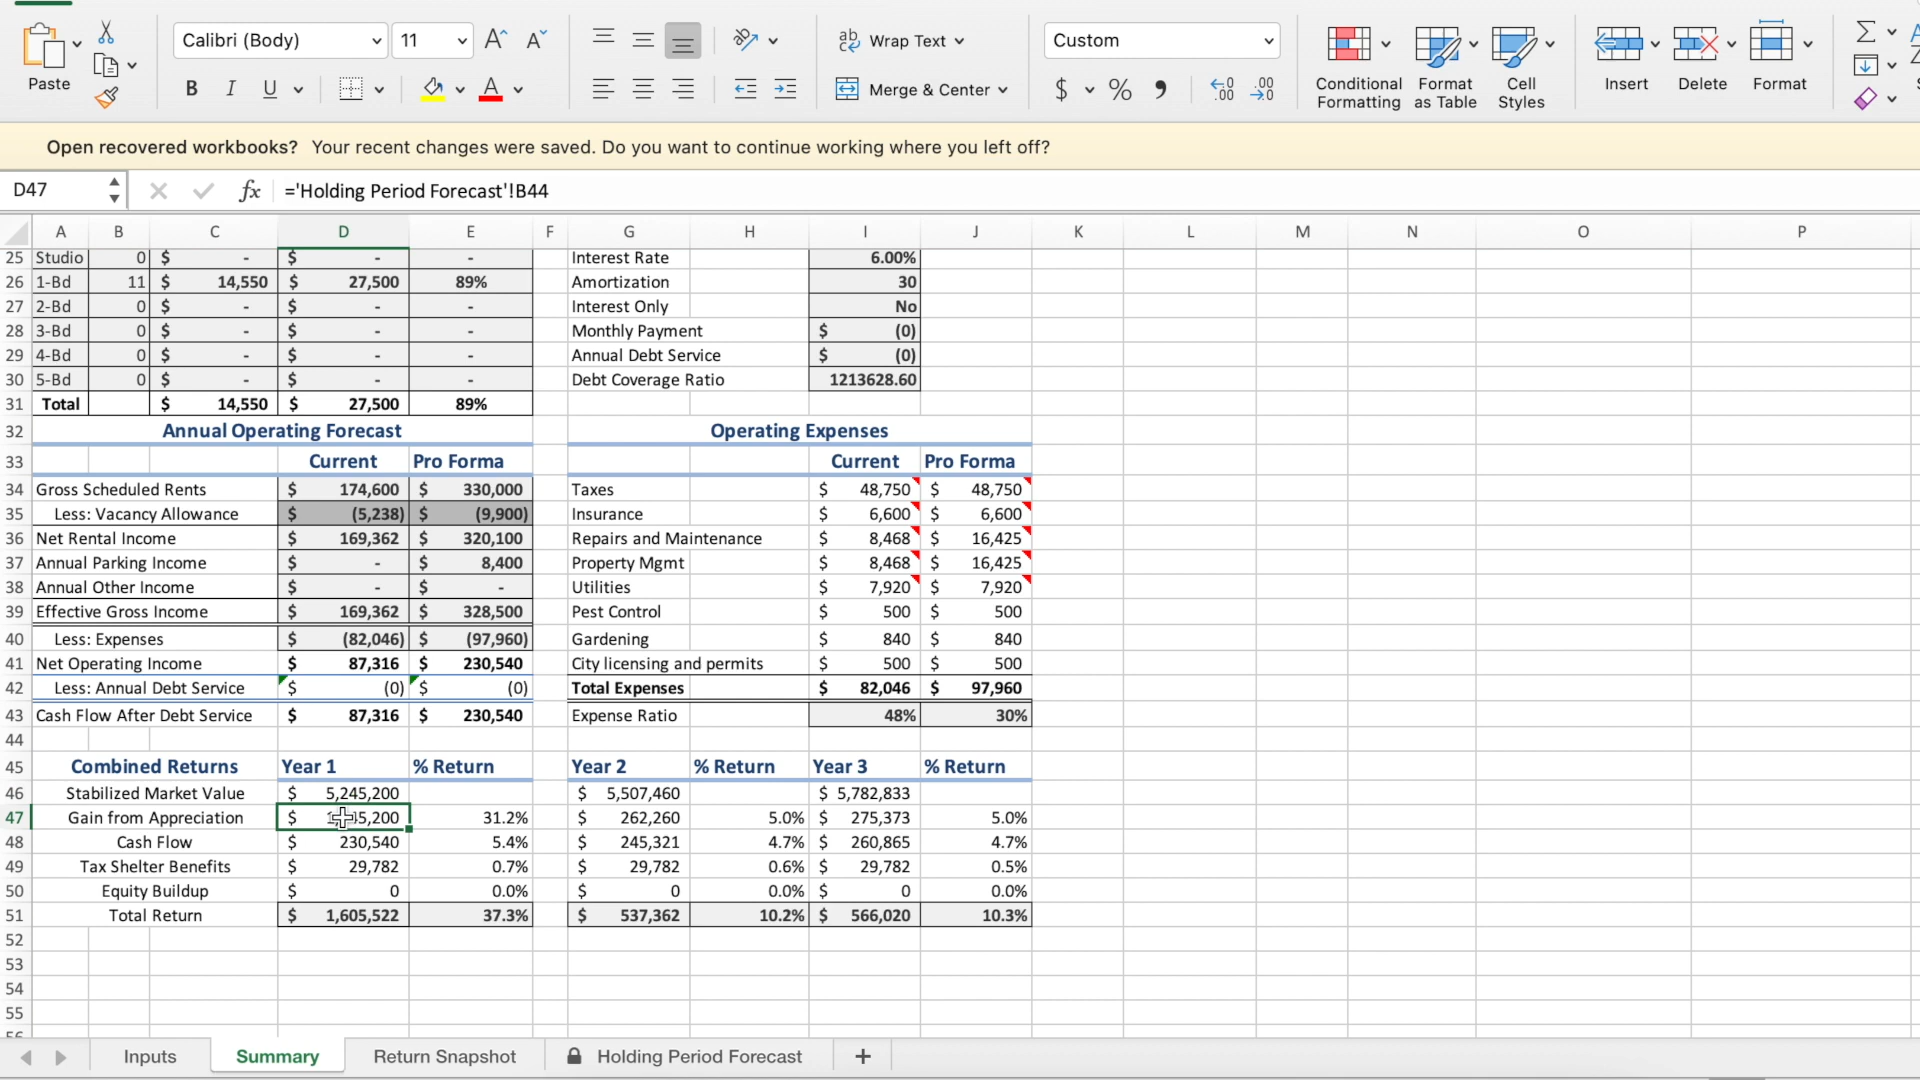 Calibri (Body) 11 ab Wrap Text Custom
Paste B I U A Merge & Center $ % , .00 .00 Conditional Formatting Format as Table Cell Styles Insert Delete Format
Open recovered workbooks? Your recent changes were saved. Do you want to continue working where you left off?
D47 fx ='Holding Period Forecast'!B44
A B C D E F G H I J K L M N O P
25 Studio 0 $ - $ - - Interest Rate 6.00%
26 1-Bd 11 $ 14,550 $ 27,500 89% Amortization 30
27 2-Bd 0 $ - $ - - Interest Only No
28 3-Bd 0 $ - $ - - Monthly Payment $ (0)
29 4-Bd 0 $ - $ - - Annual Debt Service $ (0)
30 5-Bd 0 $ - $ - - Debt Coverage Ratio 1213628.60
31 Total $ 14,550 $ 27,500 89%
32 Annual Operating Forecast Operating Expenses
33 Current Pro Forma Current Pro Forma
34 Gross Scheduled Rents $ 174,600 $ 330,000 Taxes $ 48,750 $ 48,750
35 Less: Vacancy Allowance $ (5,238) $ (9,900) Insurance $ 6,600 $ 6,600
36 Net Rental Income $ 169,362 $ 320,100 Repairs and Maintenance $ 8,468 $ 16,425
37 Annual Parking Income $ - $ 8,400 Property Mgmt $ 8,468 $ 16,425
38 Annual Other Income $ - $ - Utilities $ 7,920 $ 7,920
39 Effective Gross Income $ 169,362 $ 328,500 Pest Control $ 500 $ 500
40 Less: Expenses $ (82,046) $ (97,960) Gardening $ 840 $ 840
41 Net Operating Income $ 87,316 $ 230,540 City licensing and permits $ 500 $ 500
42 Less: Annual Debt Service $ (0) $ (0) Total Expenses $ 82,046 $ 97,960
43 Cash Flow After Debt Service $ 87,316 $ 230,540 Expense Ratio 48% 30%
44
45 Combined Returns Year 1 % Return Year 2 % Return Year 3 % Return
46 Stabilized Market Value $ 5,245,200 $ 5,507,460 $ 5,782,833
47 Gain from Appreciation $ 31.2% $ 262,260 5.0% $ 275,373 5.0%
48 Cash Flow $ 230,540 5.4% $ 245,321 4.7% $ 260,865 4.7%
49 Tax Shelter Benefits $ 29,782 0.7% $ 29,782 0.6% $ 29,782 0.5%
50 Equity Buildup $ 0 0.0% $ 0 0.0% $ 0 0.0%
51 Total Return $ 1,605,522 37.3% $ 537,362 10.2% $ 566,020 10.3%
52
53
54
55
Inputs Summary Return Snapshot Holding Period Forecast +